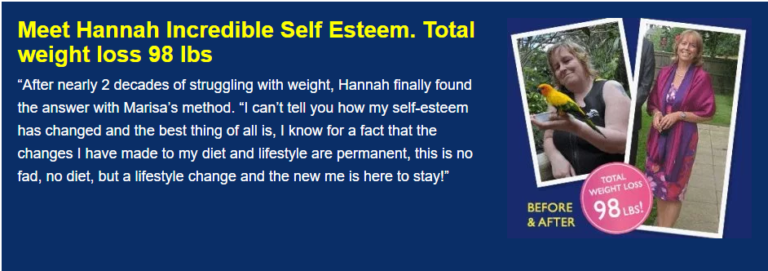 Meet Hannah Incredible Self Esteem. Total
weight loss 98 lbs
“After nearly 2 decades of struggling with weight, Hannah finally found
the answer with Marisa’s method. “I can’t tell you how my self-esteem
has changed and the best thing of all is, I know for a fact that the
changes I have made to my diet and lifestyle are permanent, this is no
fad, no diet, but a lifestyle change and the new me is here to stay!”
BEFORE
& AFTER
TOTAL
WEIGHT LOSS
98 LBS!